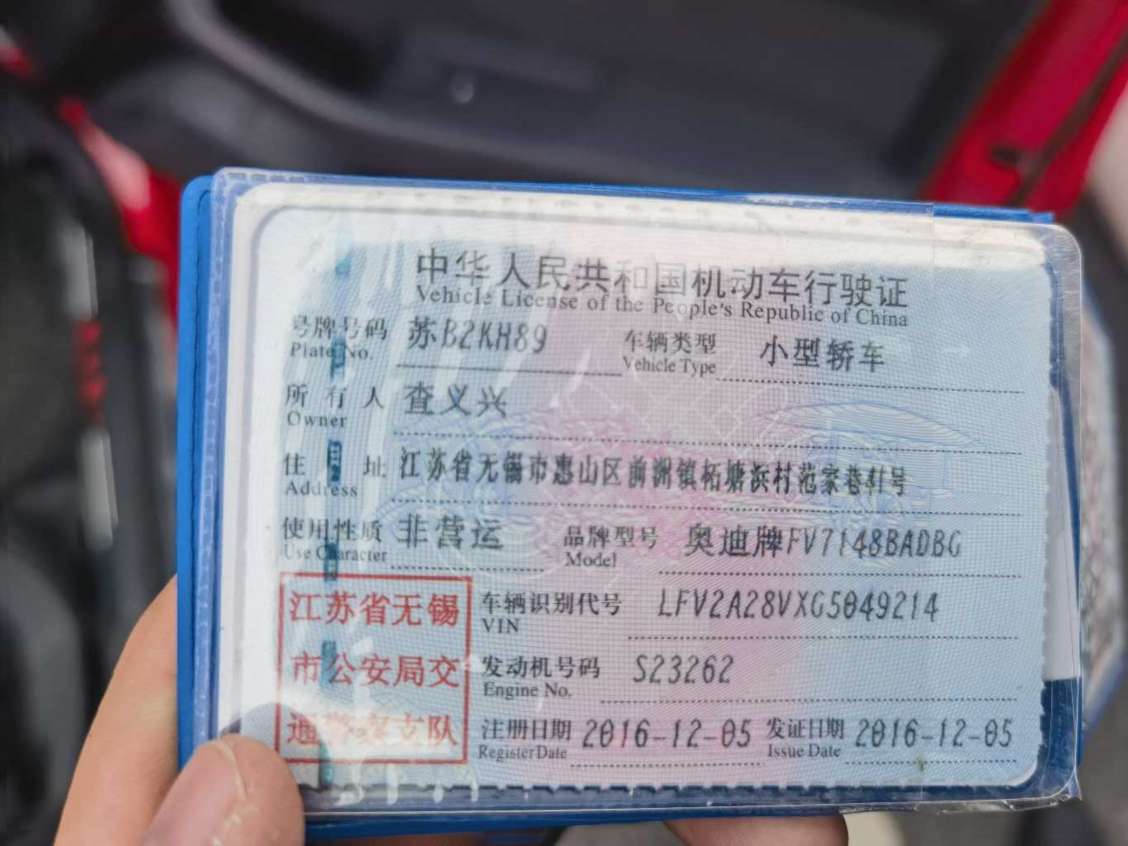 中华人民共和国机动车行驶证
Vehicle License of the People's Republic of China
号牌号码 苏B2KH89 车辆类型 小型轿车
Plate No. Vehicle Type
所有人 查义兴
Owner
住址 江苏省无锡市惠山区前洲镇柘塘浜村范家巷41号
Address
使用性质 非营运 品牌型号 奥迪牌FV7148BADBG
Use Character Model
江苏省无锡 车辆识别代号 LFV2A28VXG5049214
VIN
市公安局交 发动机号码 S23262
Engine No.
通警察支队 注册日期 2016-12-05 发证日期 2016-12-05
Register Date Issue Date